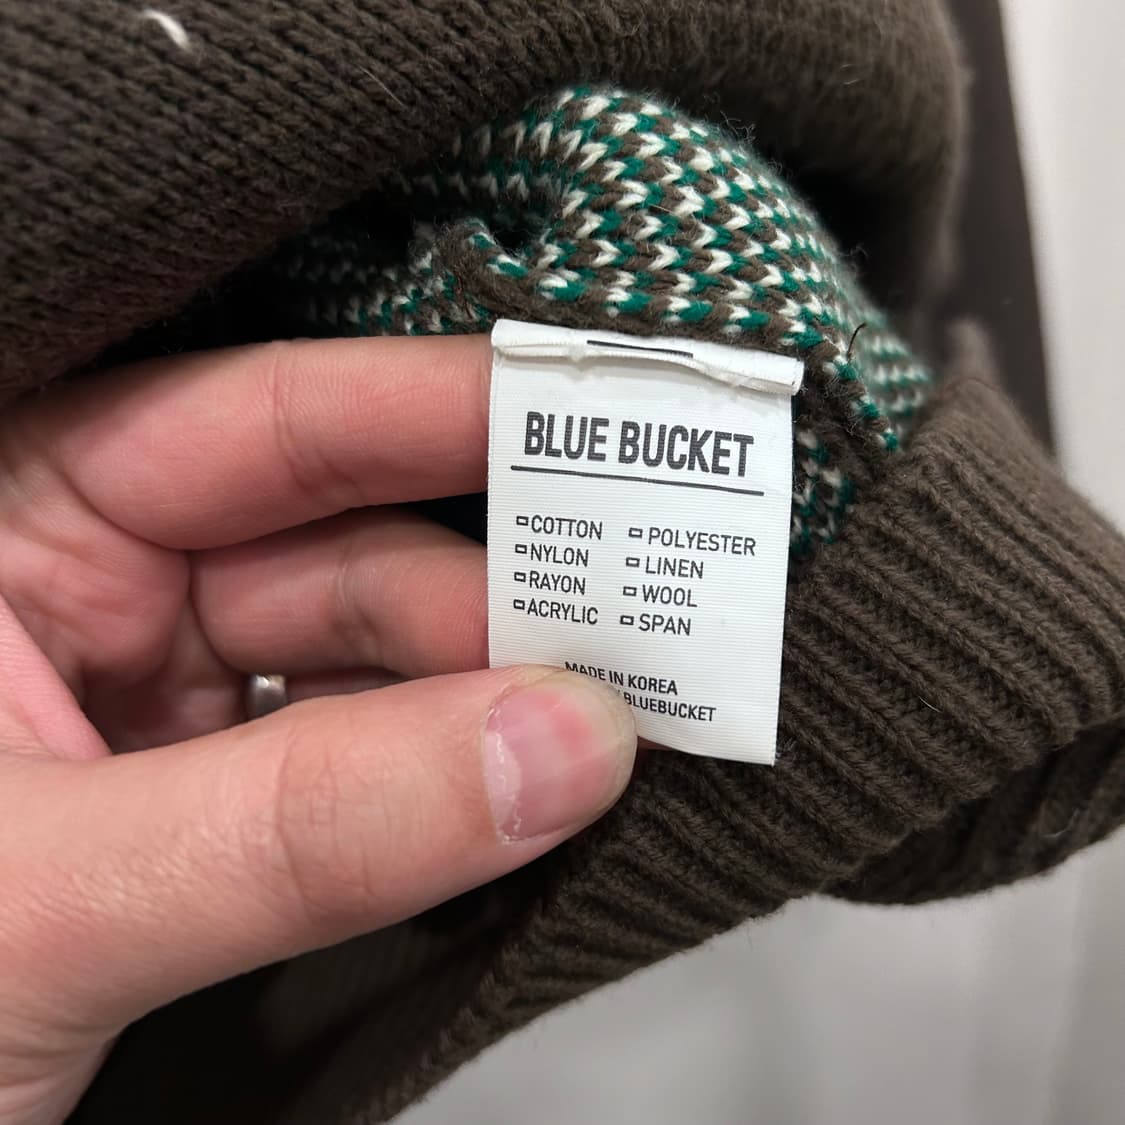 BLUE BUCKET
COTTON
NYLON
RAYON
ACRYLIC
POLYESTER
LINEN
WOOL
SPAN
MADE IN KOREA
BLUEBUCKET